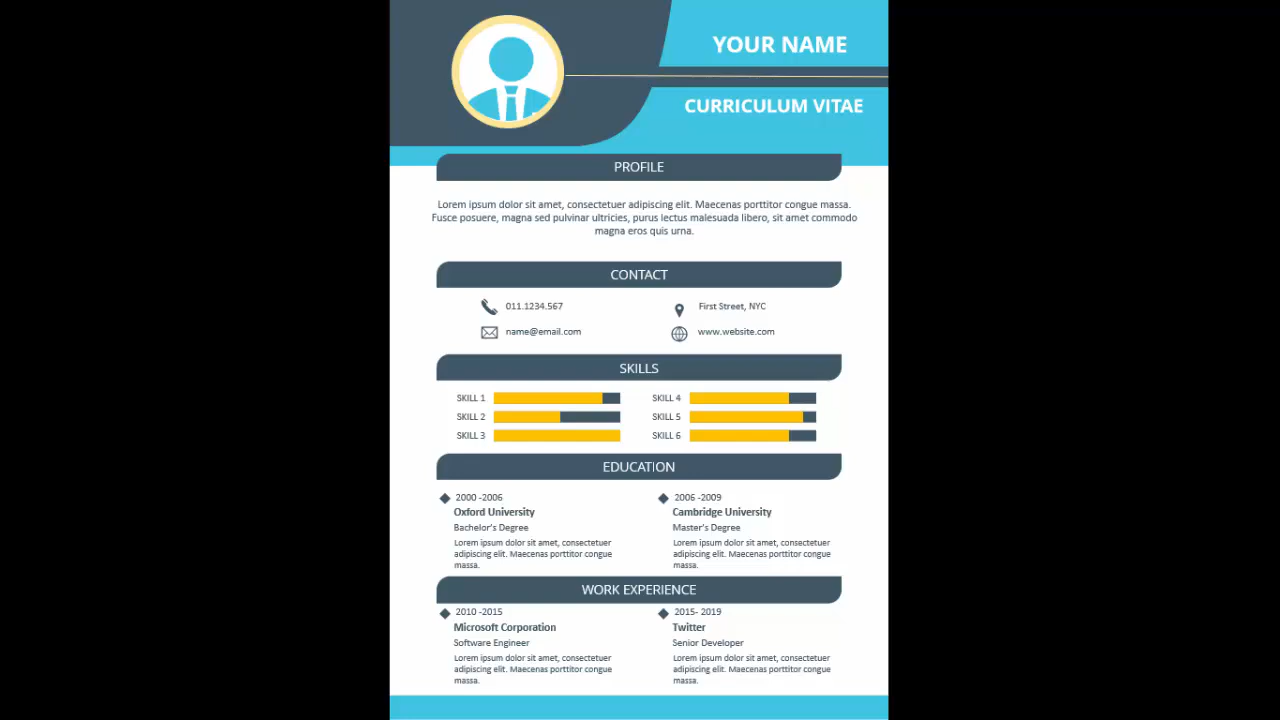 YOUR NAME
CURRICULUM VITAE
PROFILE
Lorem ipsum dolor sit amet, consectetuer adipiscing elit. Maecenas porttitor congue massa.
Fusce posuere, magna sed pulvinar ultricies, purus lectus malesuada libero, sit amet commodo
magna eros quis urna.
CONTACT
011.1234.567
First Street, NYC
name@email.com
www.website.com
SKILLS
SKILL 1
SKILL 4
SKILL 2
SKILL 5
SKILL 3
SKILL 6
EDUCATION
2000 -2006
Oxford University
Bachelor's Degree
Lorem ipsum dolor sit amet, consectetuer
adipiscing elit. Maecenas porttitor congue
massa.
2006 -2009
Cambridge University
Master's Degree
Lorem ipsum dolor sit amet, consectetuer
adipiscing elit. Maecenas porttitor congue
massa.
WORK EXPERIENCE
2010 -2015
Microsoft Corporation
Software Engineer
Lorem ipsum dolor sit amet, consectetuer
adipiscing elit. Maecenas porttitor congue
massa.
2015- 2019
Twitter
Senior Developer
Lorem ipsum dolor sit amet, consectetuer
adipiscing elit. Maecenas porttitor congue
massa.